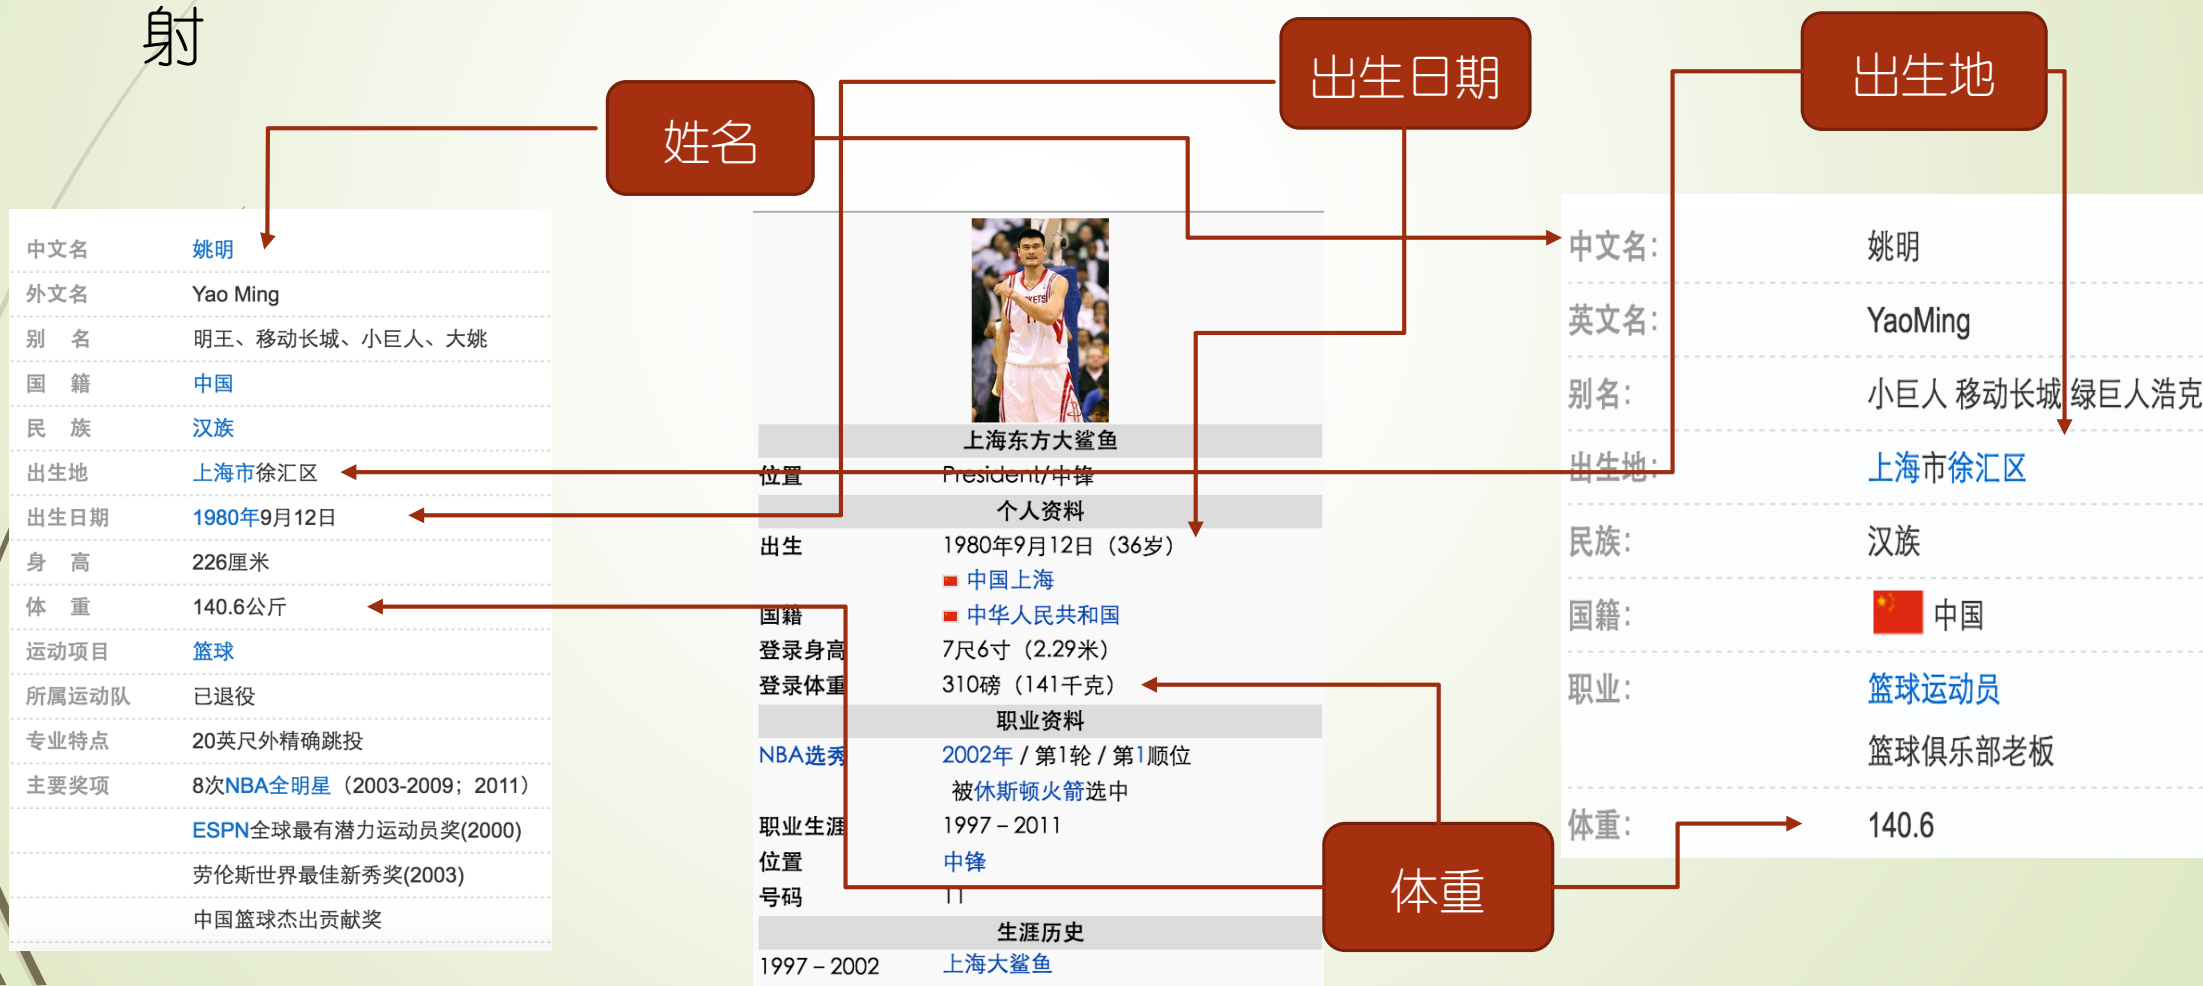 射
姓名
出生日期
出生地
中文名 姚明
外文名 Yao Ming
别 名 明王、移动长城、小巨人、大姚
国 籍 中国
民 族 汉族
出生地 上海市徐汇区
出生日期 1980年9月12日
身 高 226厘米
体 重 140.6公斤
运动项目 篮球
所属运动队 已退役
专业特点 20英尺外精确跳投
主要奖项 8次NBA全明星（2003-2009；2011）
ESPN全球最有潜力运动员奖(2000)
劳伦斯世界最佳新秀奖(2003)
中国篮球杰出贡献奖
上海东方大鲨鱼
位置 President/中锋
个人资料
出生 1980年9月12日（36岁）
中国上海
国籍 中华人民共和国
登录身高 7尺6寸（2.29米）
登录体重 310磅（141千克）
职业资料
NBA选秀 2002年 / 第1轮 / 第1顺位
被休斯顿火箭选中
职业生涯 1997 – 2011
位置 中锋
号码 11
生涯历史
1997 – 2002 上海大鲨鱼
中文名: 姚明
英文名: YaoMing
别名: 小巨人 移动长城 绿巨人浩克
出生地: 上海市徐汇区
民族: 汉族
国籍: 中国
职业: 篮球运动员
篮球俱乐部老板
体重: 140.6
体重